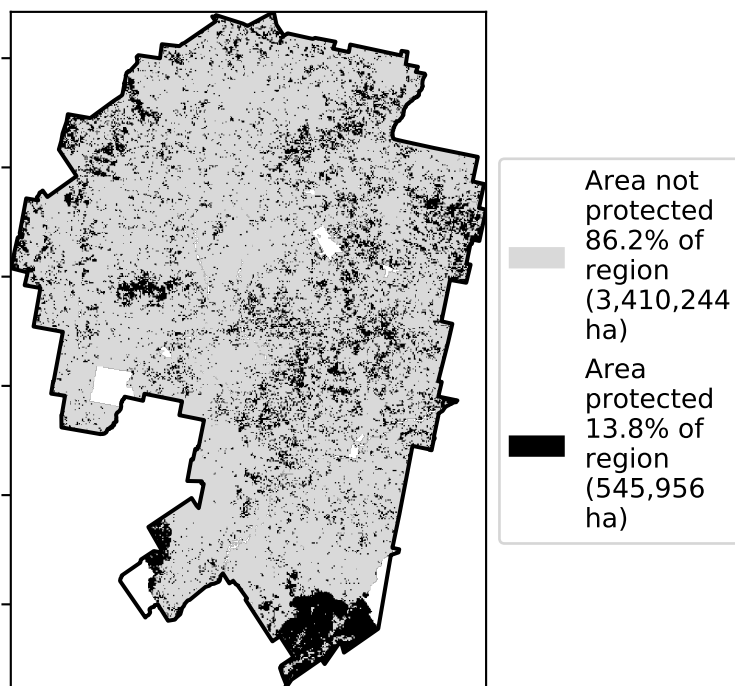 Area not
protected
86.2% of
region
(3,410,244
ha)
Area
protected
13.8% of
region
(545,956
ha)